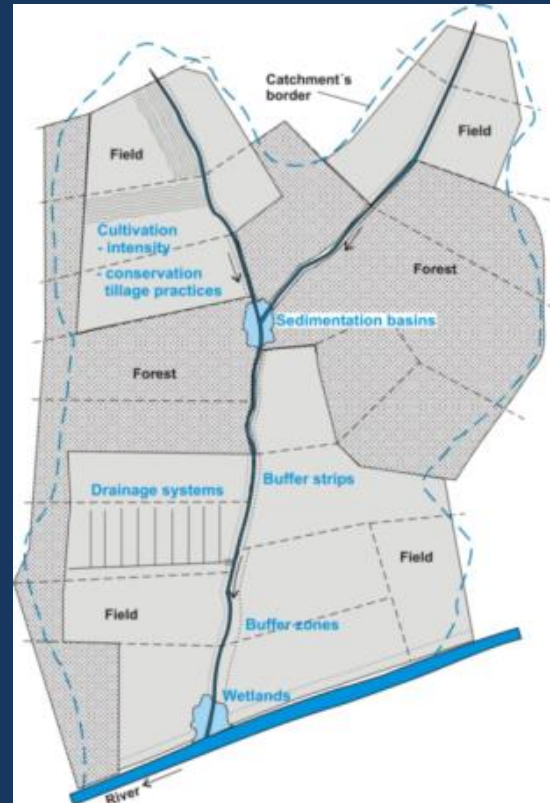 Catchment´s
border
Field
Field
Cultivation
- intensity
- conservation
tillage practices
Forest
Sedimentation basins
Forest
Buffer strips
Drainage systems
Field
Field
Buffer zones
Wetlands
River